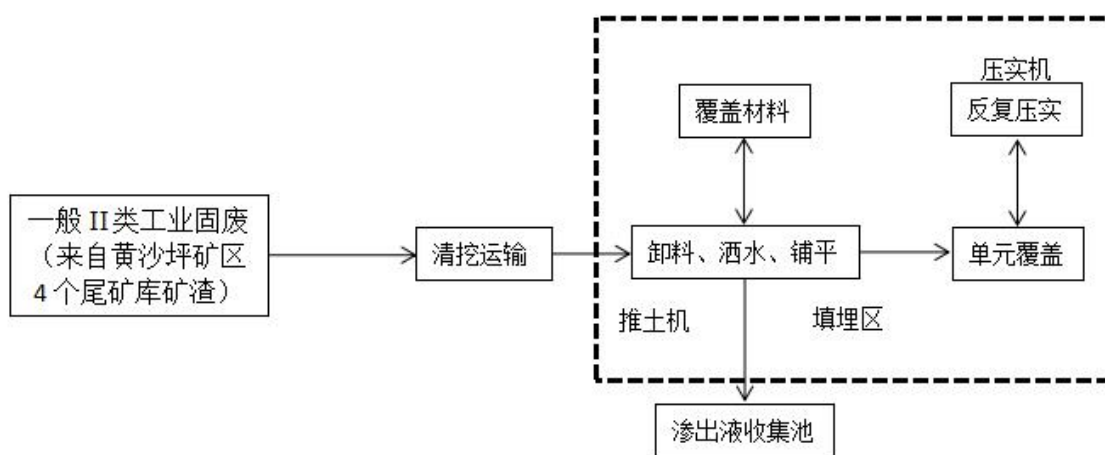 压实机
覆盖材料
反复压实
一般 II 类工业固废
（来自黄沙坪矿区
4 个尾矿库矿渣）
清挖运输
卸料、洒水、铺平
单元覆盖
推土机
填埋区
渗出液收集池